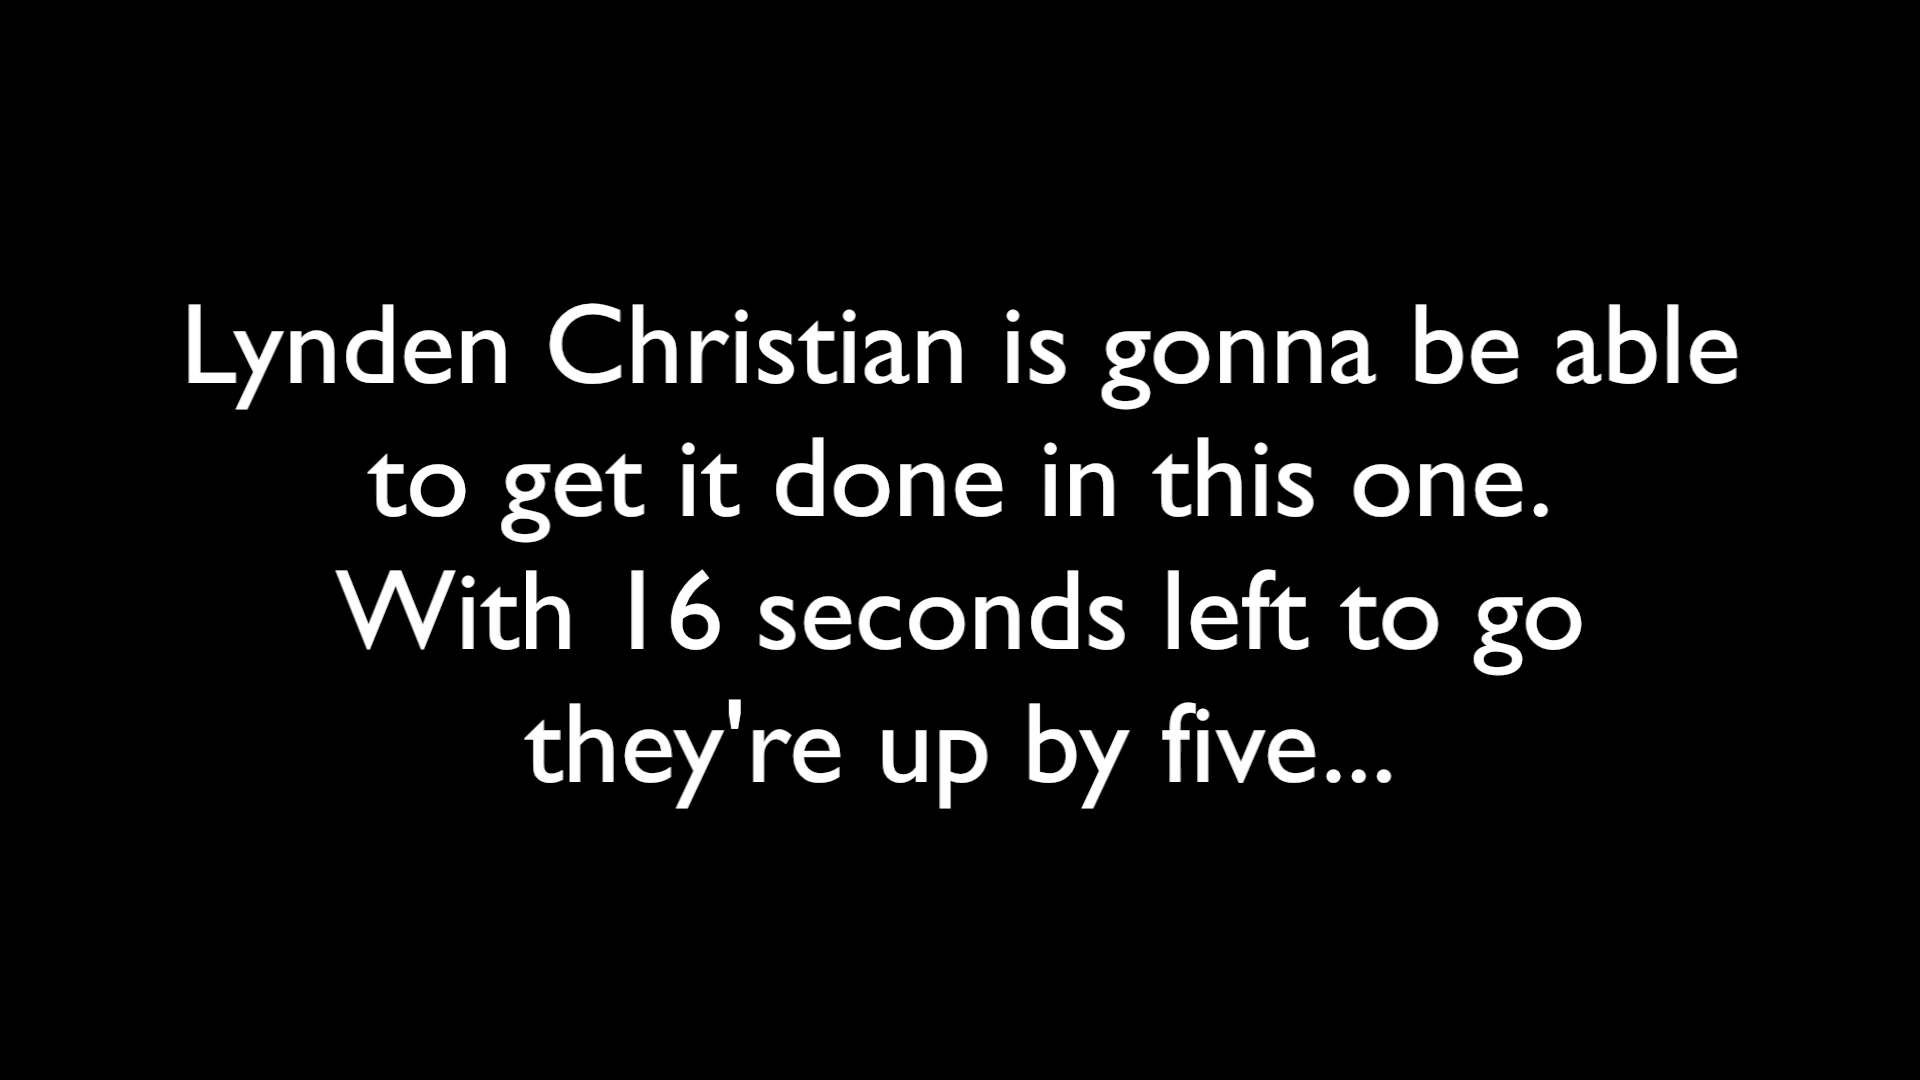 Lynden Christian is gonna be able
to get it done in this one.
With 16 seconds left to go
they're up by five...